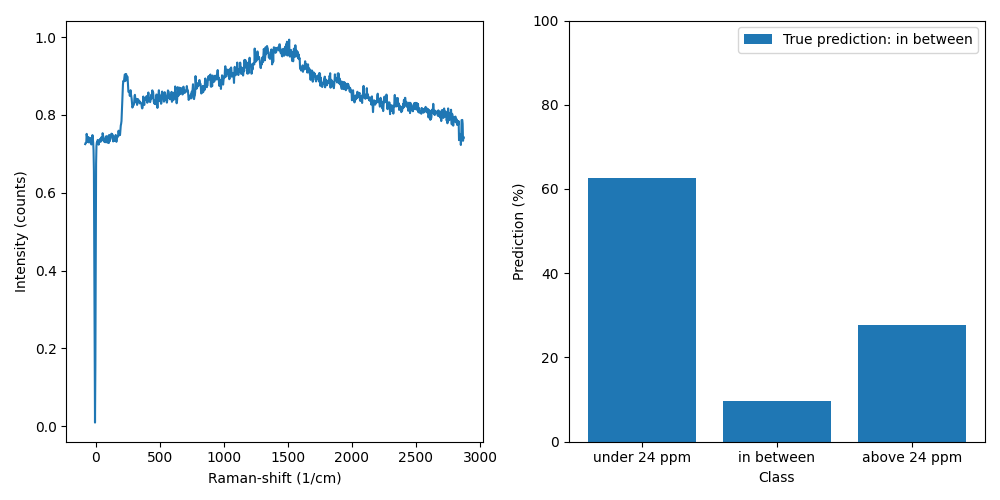 1.0
0.8
0.6
0.4
0.2
0.0
Intensity (counts)
0 500 1000 1500 2000 2500 3000
Raman-shift (1/cm)
100
80
60
40
20
0
Prediction (%)
True prediction: in between
under 24 ppm in between above 24 ppm
Class